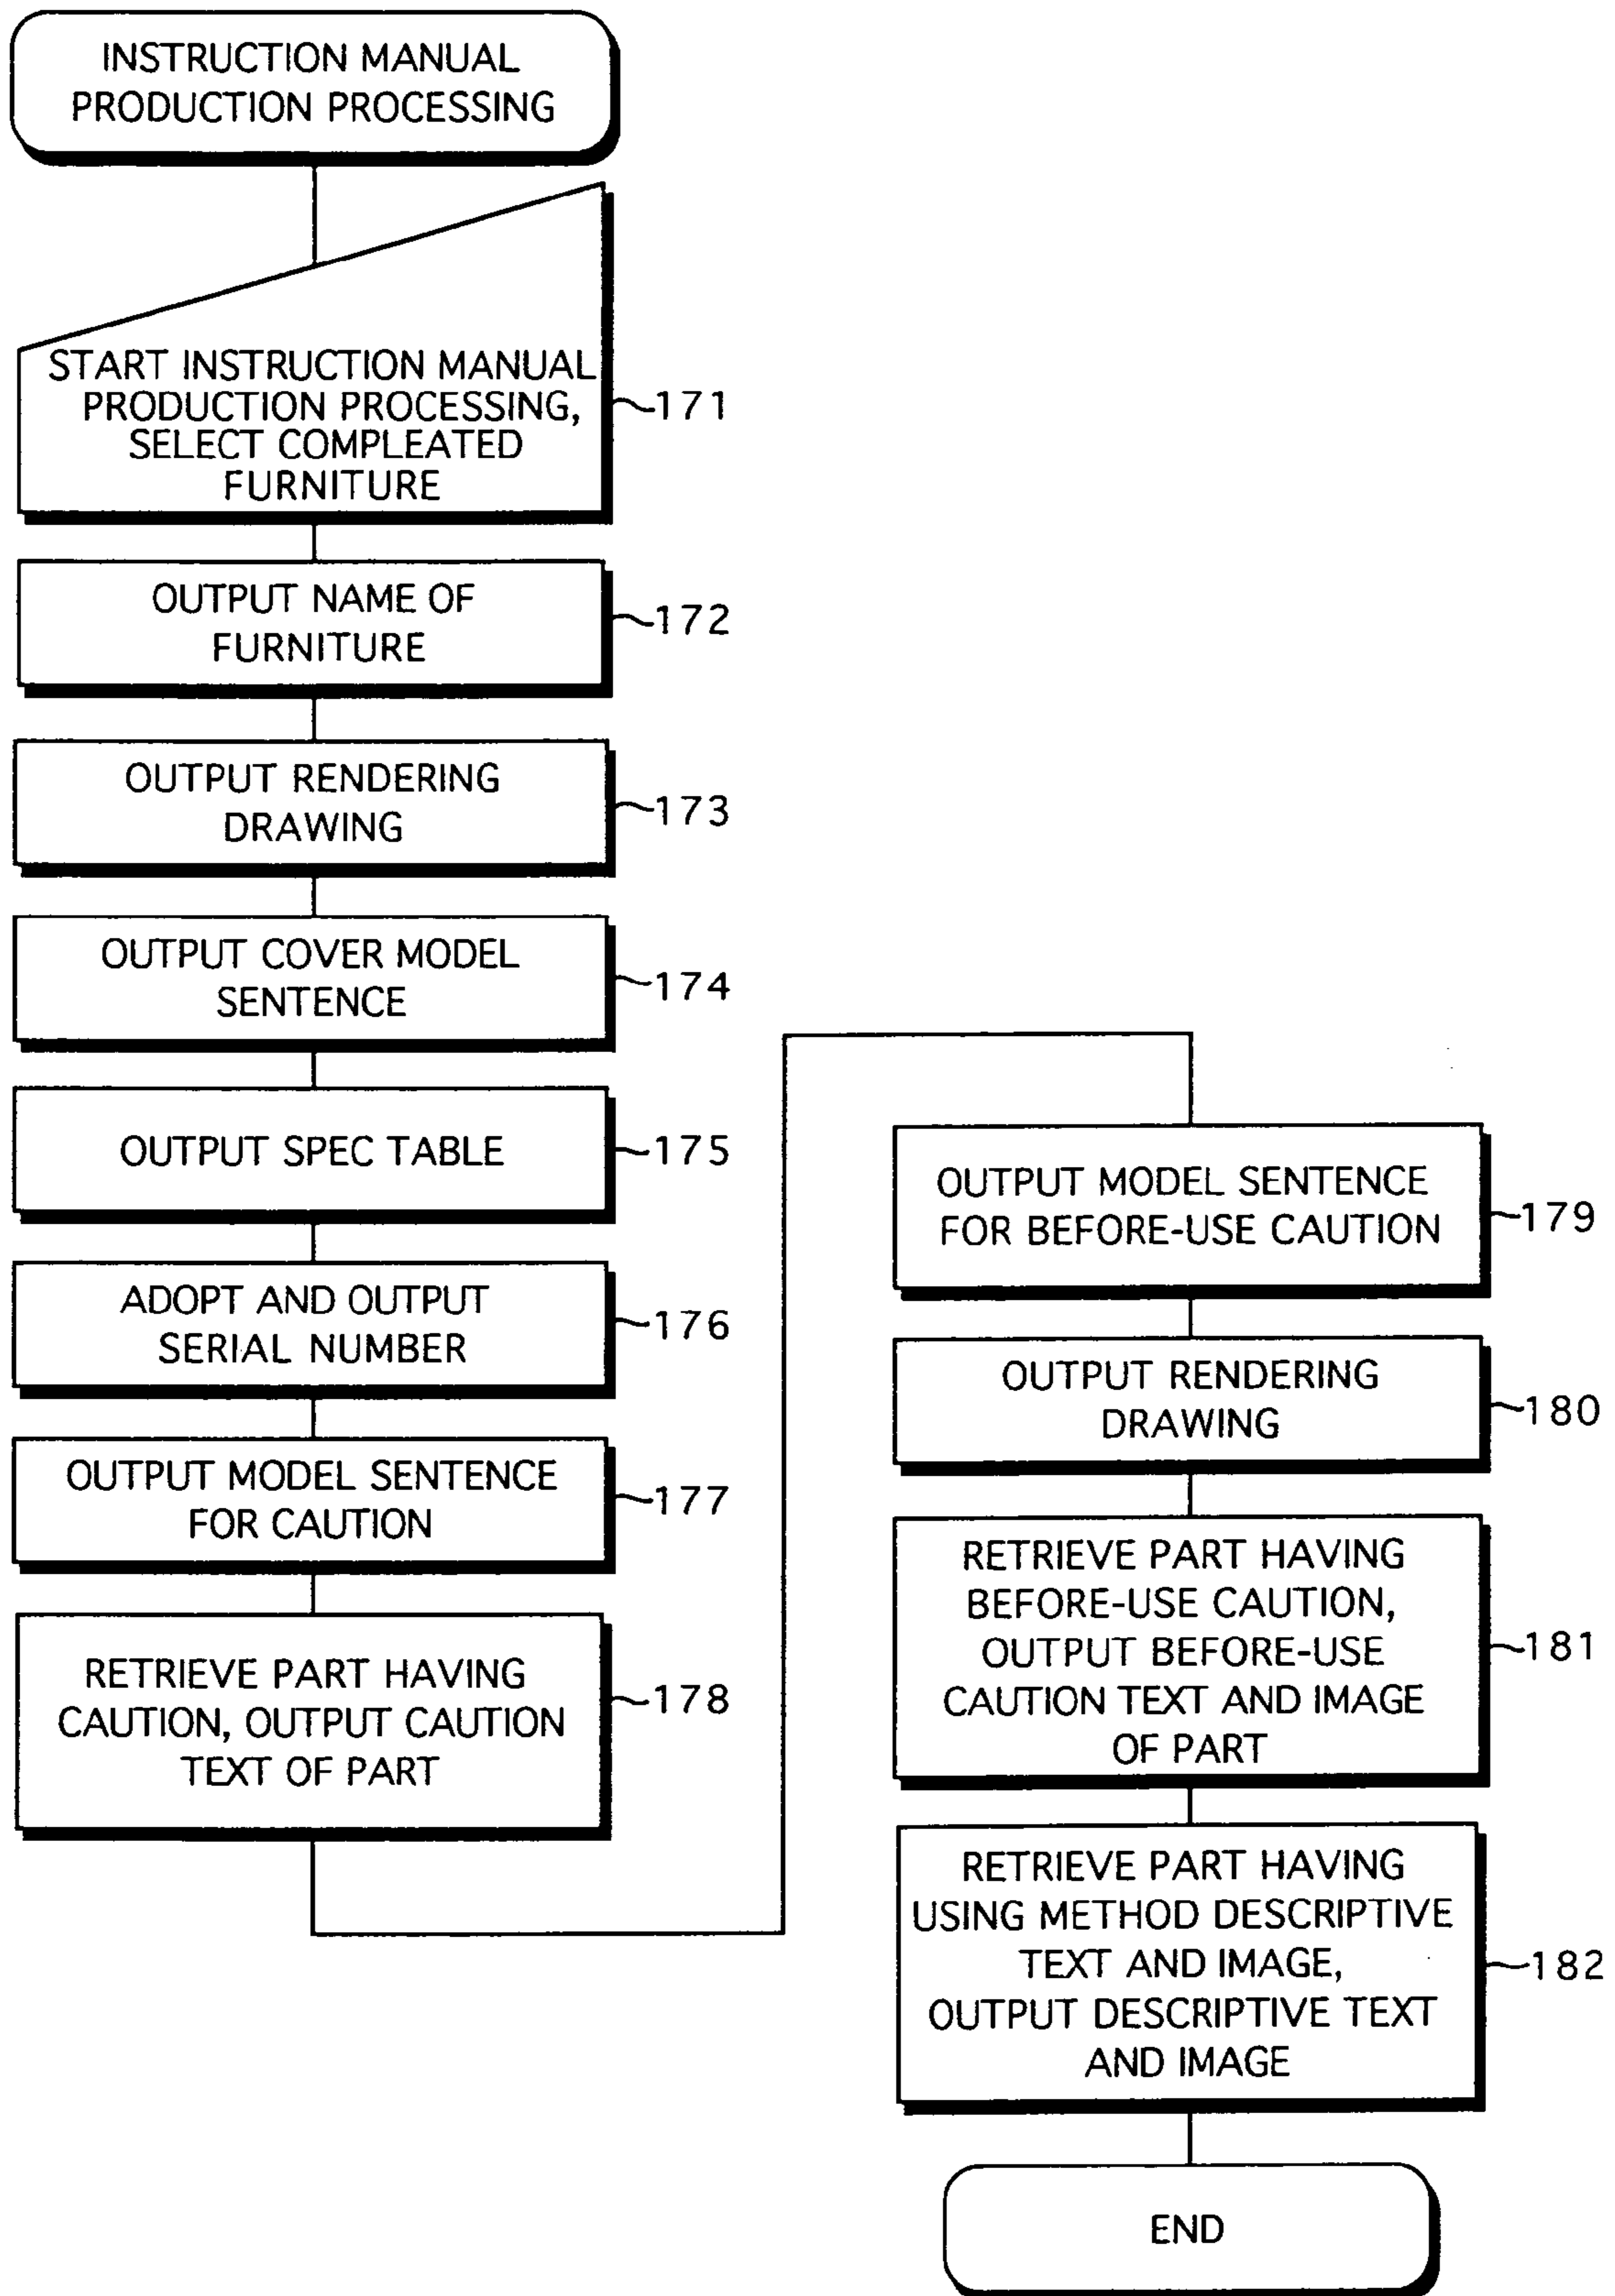 INSTRUCTION MANUAL
PRODUCTION PROCESSING
START INSTRUCTION MANUAL
PRODUCTION PROCESSING,
SELECT COMPLEATED
FURNITURE
171
OUTPUT NAME OF
FURNITURE
172
OUTPUT RENDERING
DRAWING
173
OUTPUT COVER MODEL
SENTENCE
174
OUTPUT SPEC TABLE
175
ADOPT AND OUTPUT
SERIAL NUMBER
176
OUTPUT MODEL SENTENCE
FOR CAUTION
177
RETRIEVE PART HAVING
CAUTION, OUTPUT CAUTION
TEXT OF PART
178
OUTPUT MODEL SENTENCE
FOR BEFORE-USE CAUTION
179
OUTPUT RENDERING
DRAWING
180
RETRIEVE PART HAVING
BEFORE-USE CAUTION,
OUTPUT BEFORE-USE
CAUTION TEXT AND IMAGE
OF PART
181
RETRIEVE PART HAVING
USING METHOD DESCRIPTIVE
TEXT AND IMAGE,
OUTPUT DESCRIPTIVE TEXT
AND IMAGE
182
END